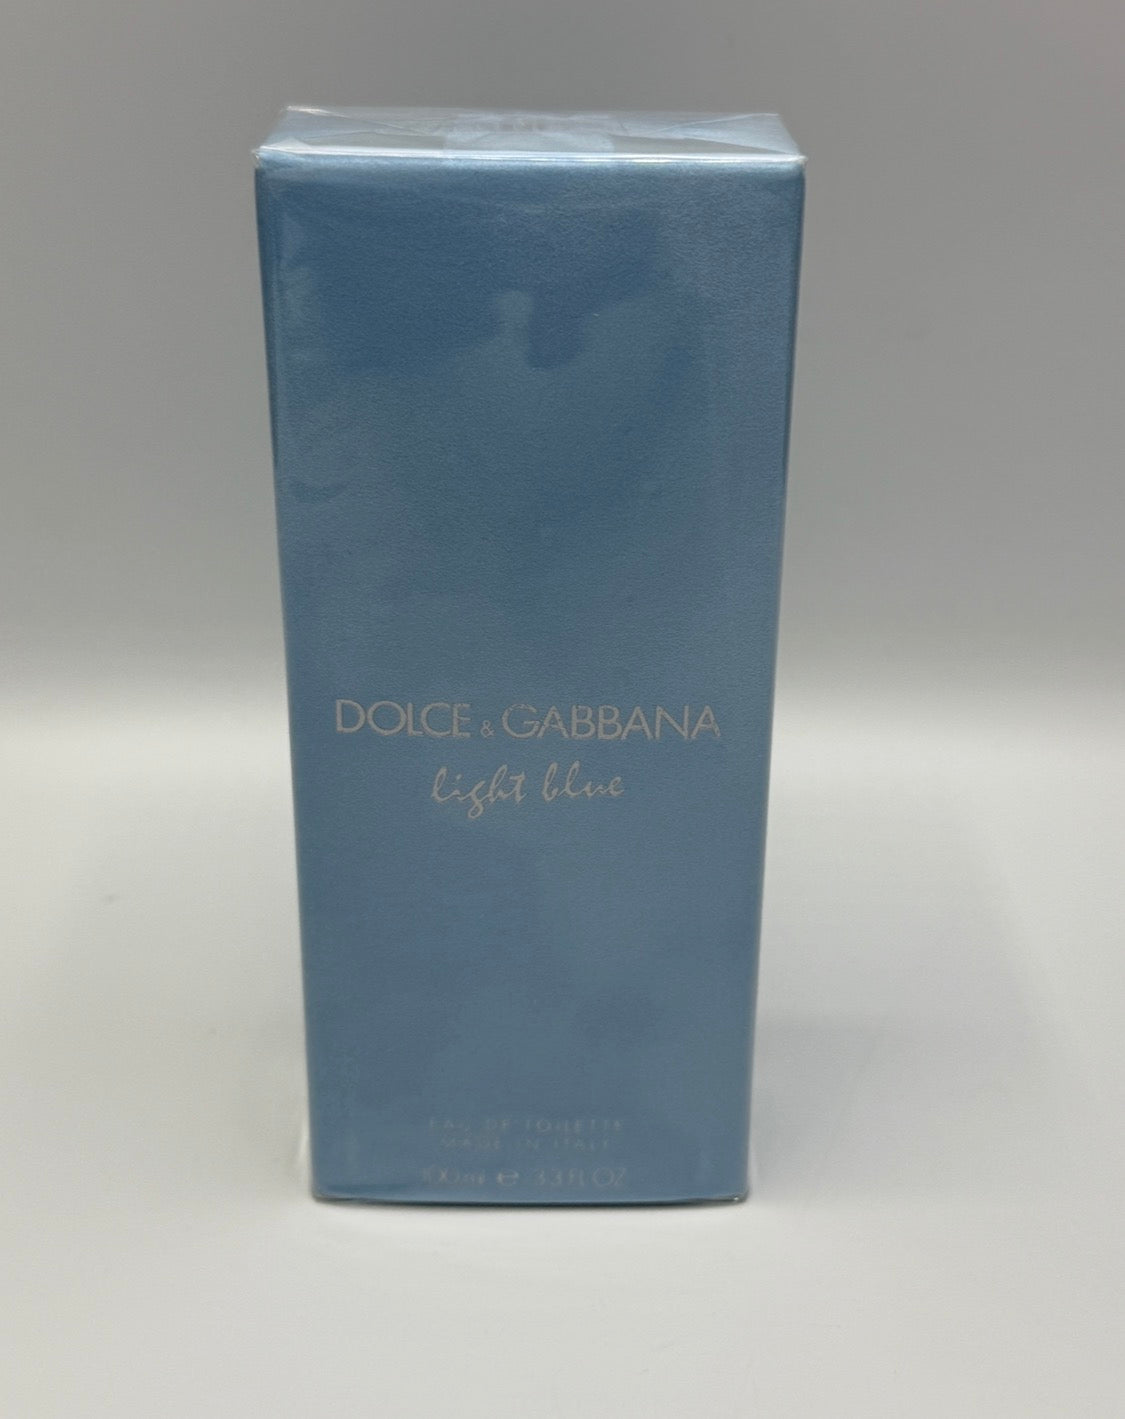 DOLCE & GABBANA
light blue
EAU DE TOILETTE
MADE IN ITALY
100ml e 3.3 fl OZ